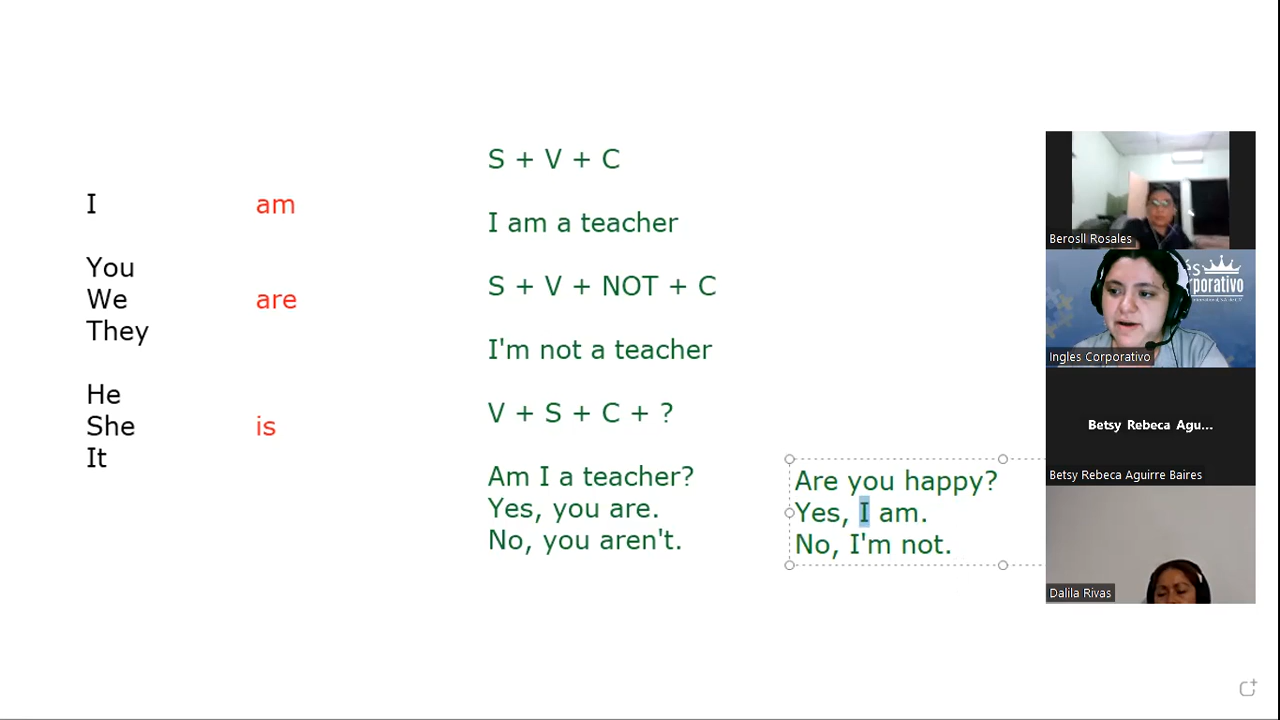 I am
You
We are
They
He
She is
It
S + V + C
I am a teacher
S + V + NOT + C
I'm not a teacher
V + S + C + ?
Am I a teacher?
Yes, you are.
No, you aren't.
Are you happy?
Yes, I am.
No, I'm not.
Berosll Rosales
és
rporativo
Ingles Corporativo
Betsy Rebeca Agu...
Betsy Rebeca Aguirre Baires
Dalila Rivas